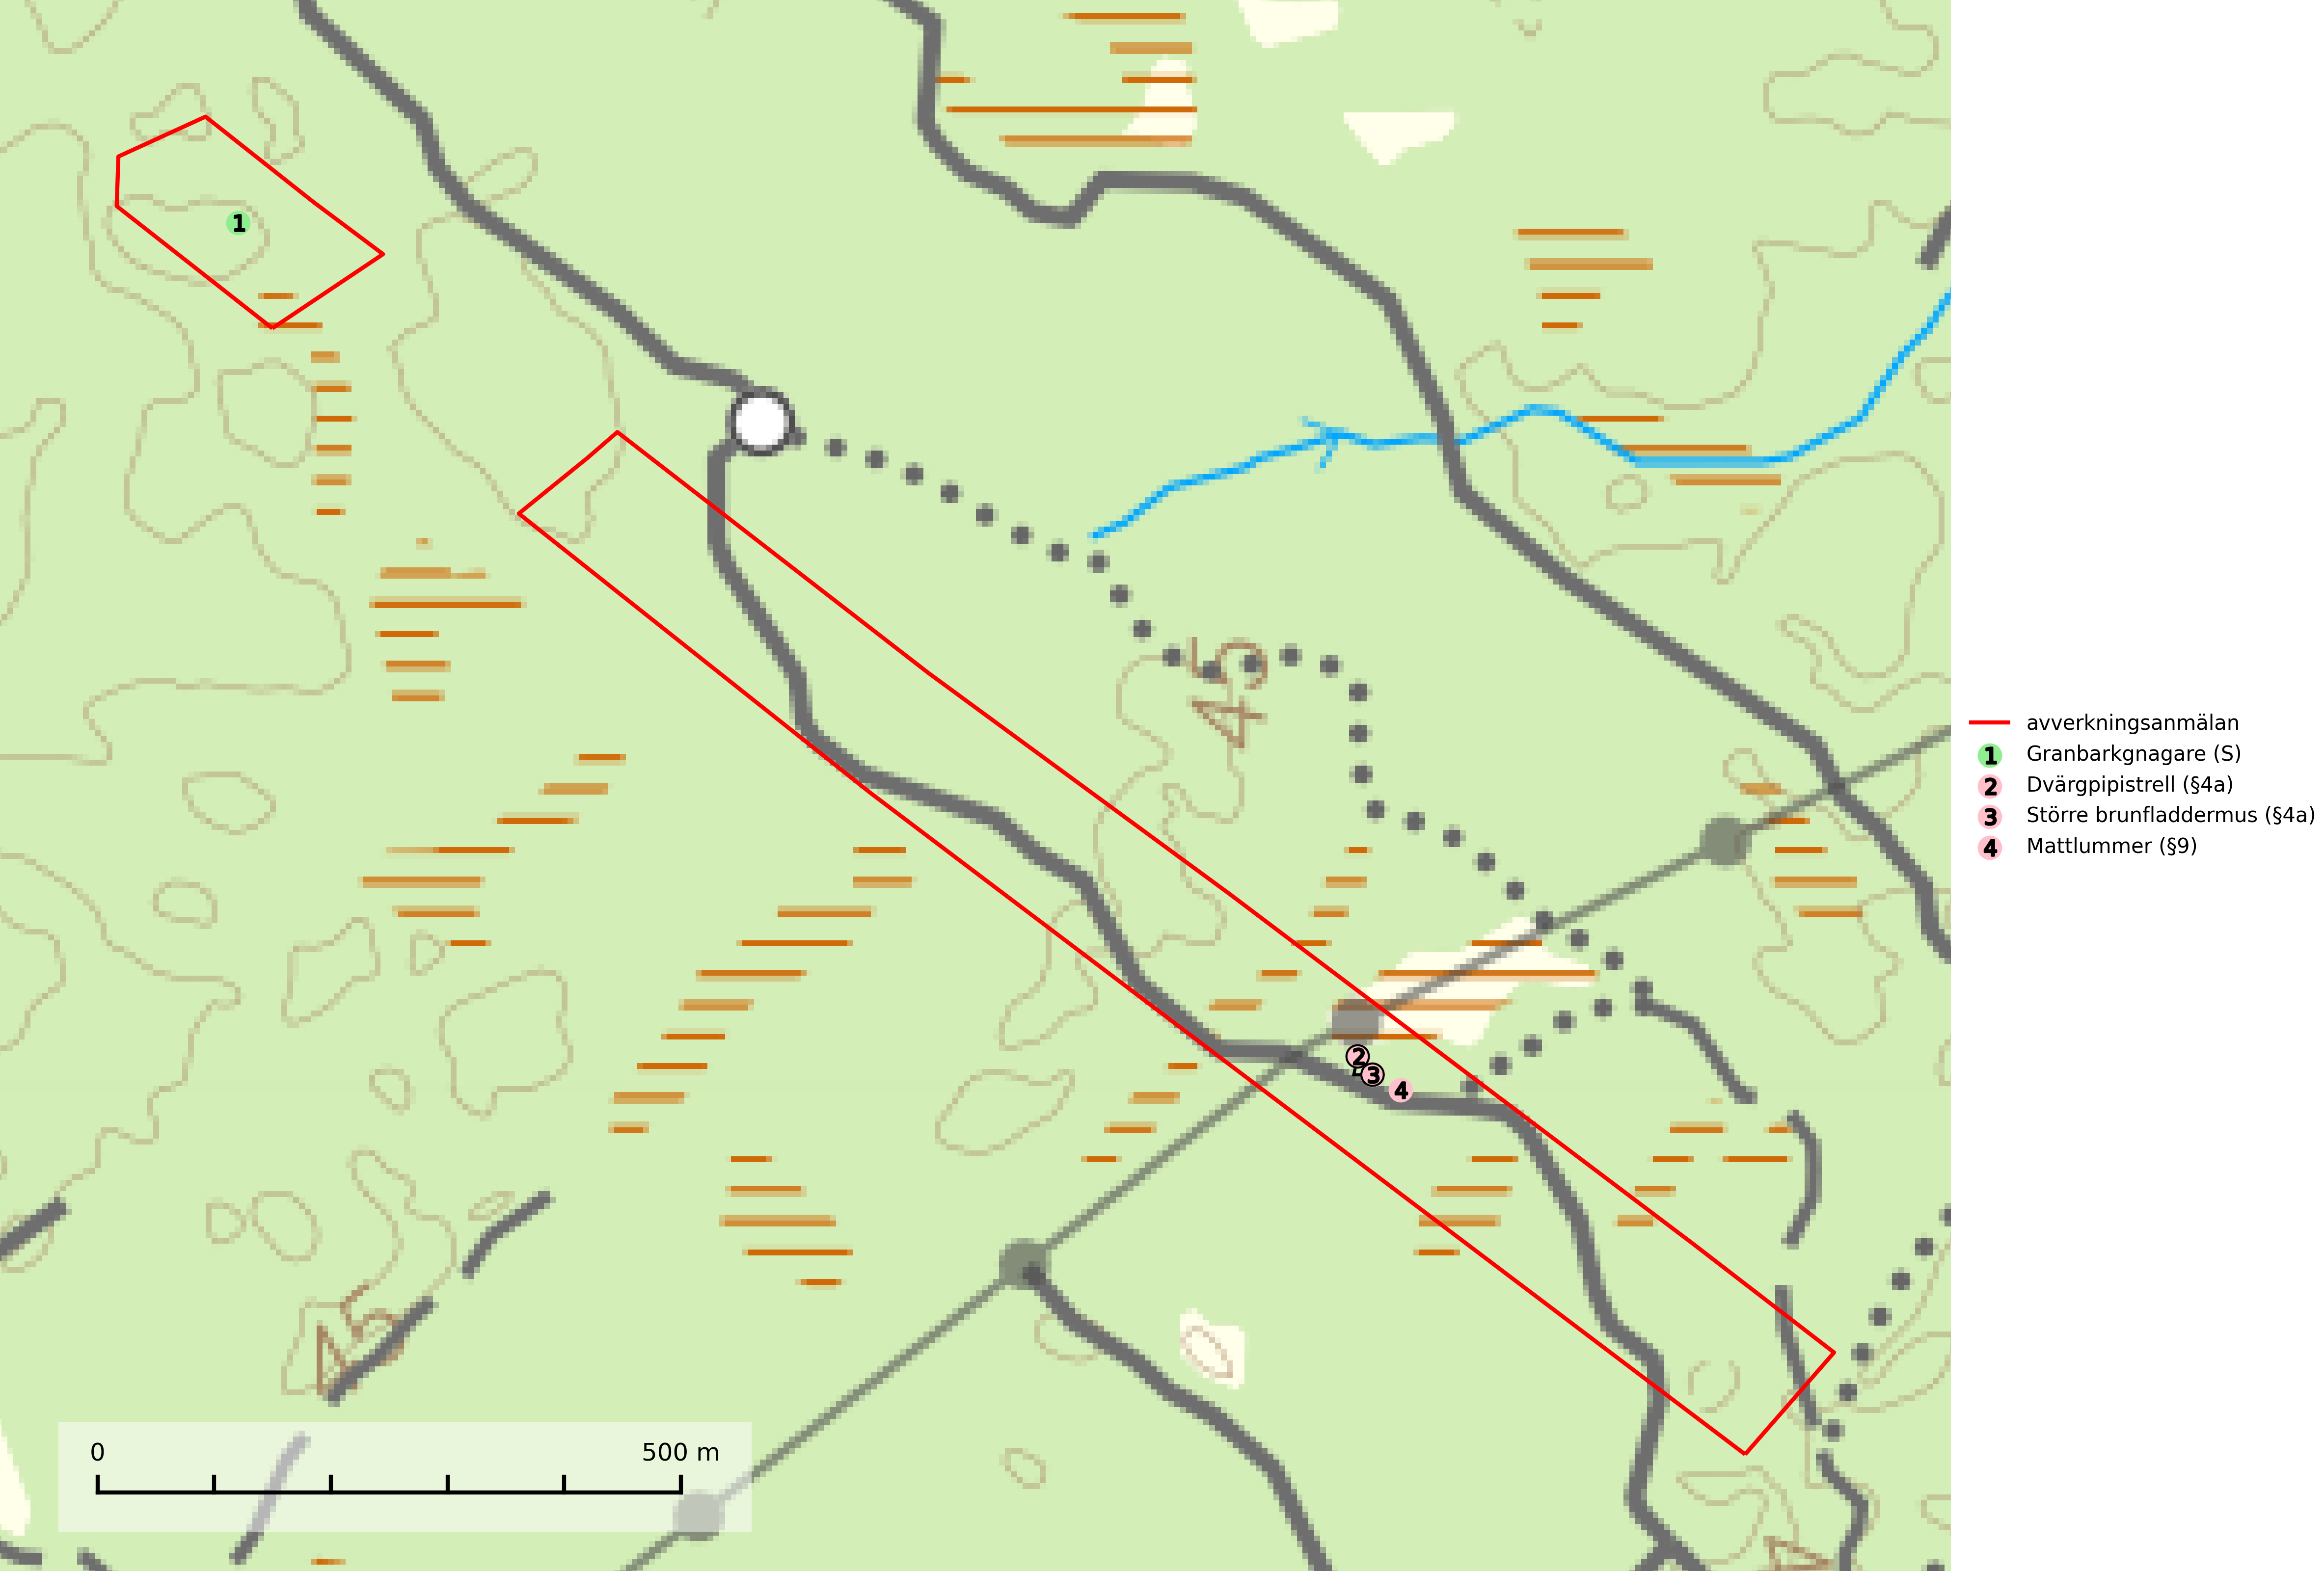 1
45
2
3
4
45
0 500 m
avverkningsanmälan
1 Granbarkgnagare (S)
2 Dvärgpipistrell (§4a)
3 Större brunfladdermus (§4a)
4 Mattlummer (§9)